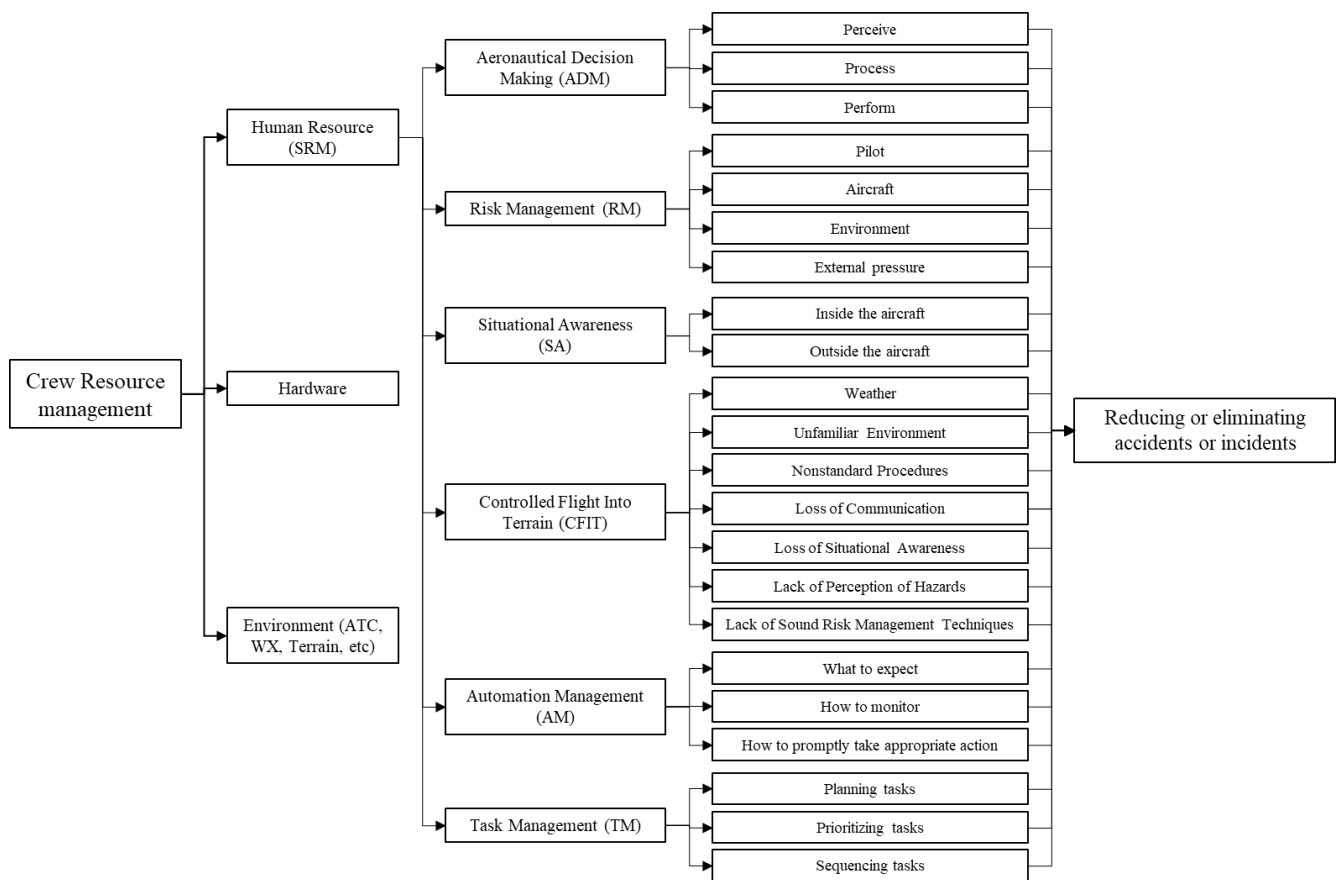 Crew Resource
management
Human Resource
(SRM)
Hardware
Environment (ATC,
WX, Terrain, etc)
Aeronautical Decision
Making (ADM)
Risk Management (RM)
Situational Awareness
(SA)
Controlled Flight Into
Terrain (CFIT)
Automation Management
(AM)
Task Management (TM)
Perceive
Process
Perform
Pilot
Aircraft
Environment
External pressure
Inside the aircraft
Outside the aircraft
Weather
Unfamiliar Environment
Nonstandard Procedures
Loss of Communication
Loss of Situational Awareness
Lack of Perception of Hazards
Lack of Sound Risk Management Techniques
What to expect
How to monitor
How to promptly take appropriate action
Planning tasks
Prioritizing tasks
Sequencing tasks
Reducing or eliminating
accidents or incidents